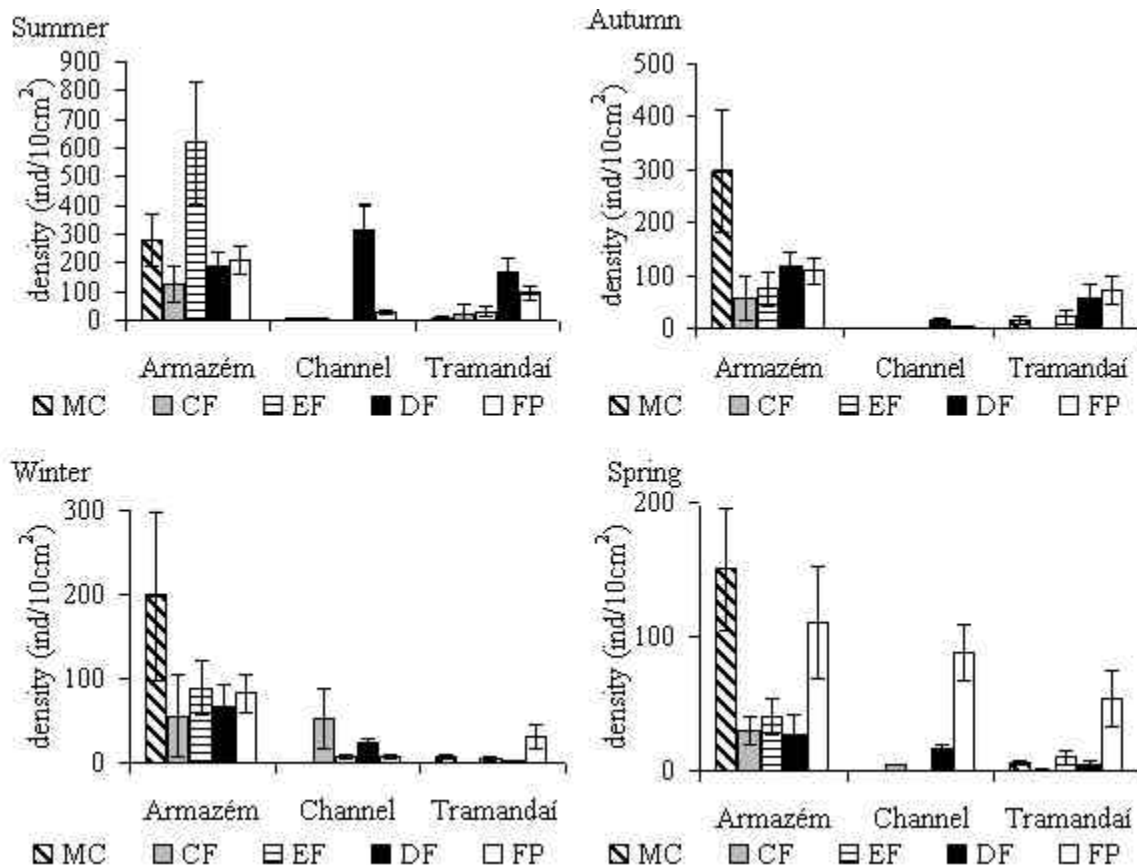 Summer
density (ind/10cm²)
900
800
700
600
500
400
300
200
100
0
Armazém Channel Tramandaí
MC CF EF DF FP
Autumn
density (ind/10cm²)
500
400
300
200
100
0
Armazém Channel Tramandaí
MC CF EF DF FP
Winter
density (ind/10cm²)
300
200
100
0
Armazém Channel Tramandaí
MC CF EF DF FP
Spring
density (ind/10cm²)
200
100
0
Armazém Channel Tramandaí
MC CF EF DF FP